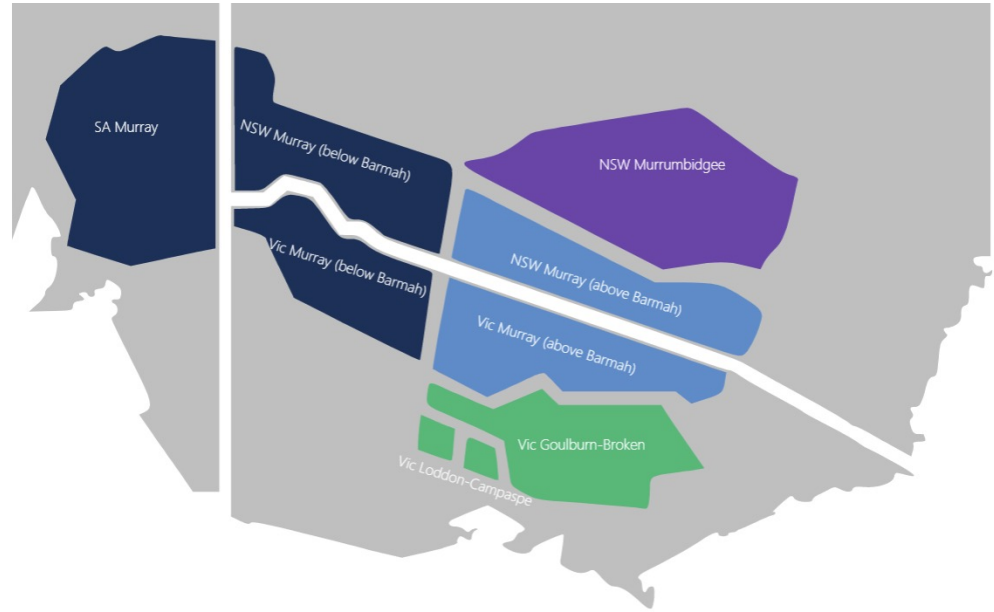 SA Murray
NSW Murray (below Barmah)
NSW Murrumbidgee
Vic Murray (below Barmah)
NSW Murray (above Barmah)
Vic Murray (above Barmah)
Vic Goulburn-Broken
Vic Loddon-Campaspe